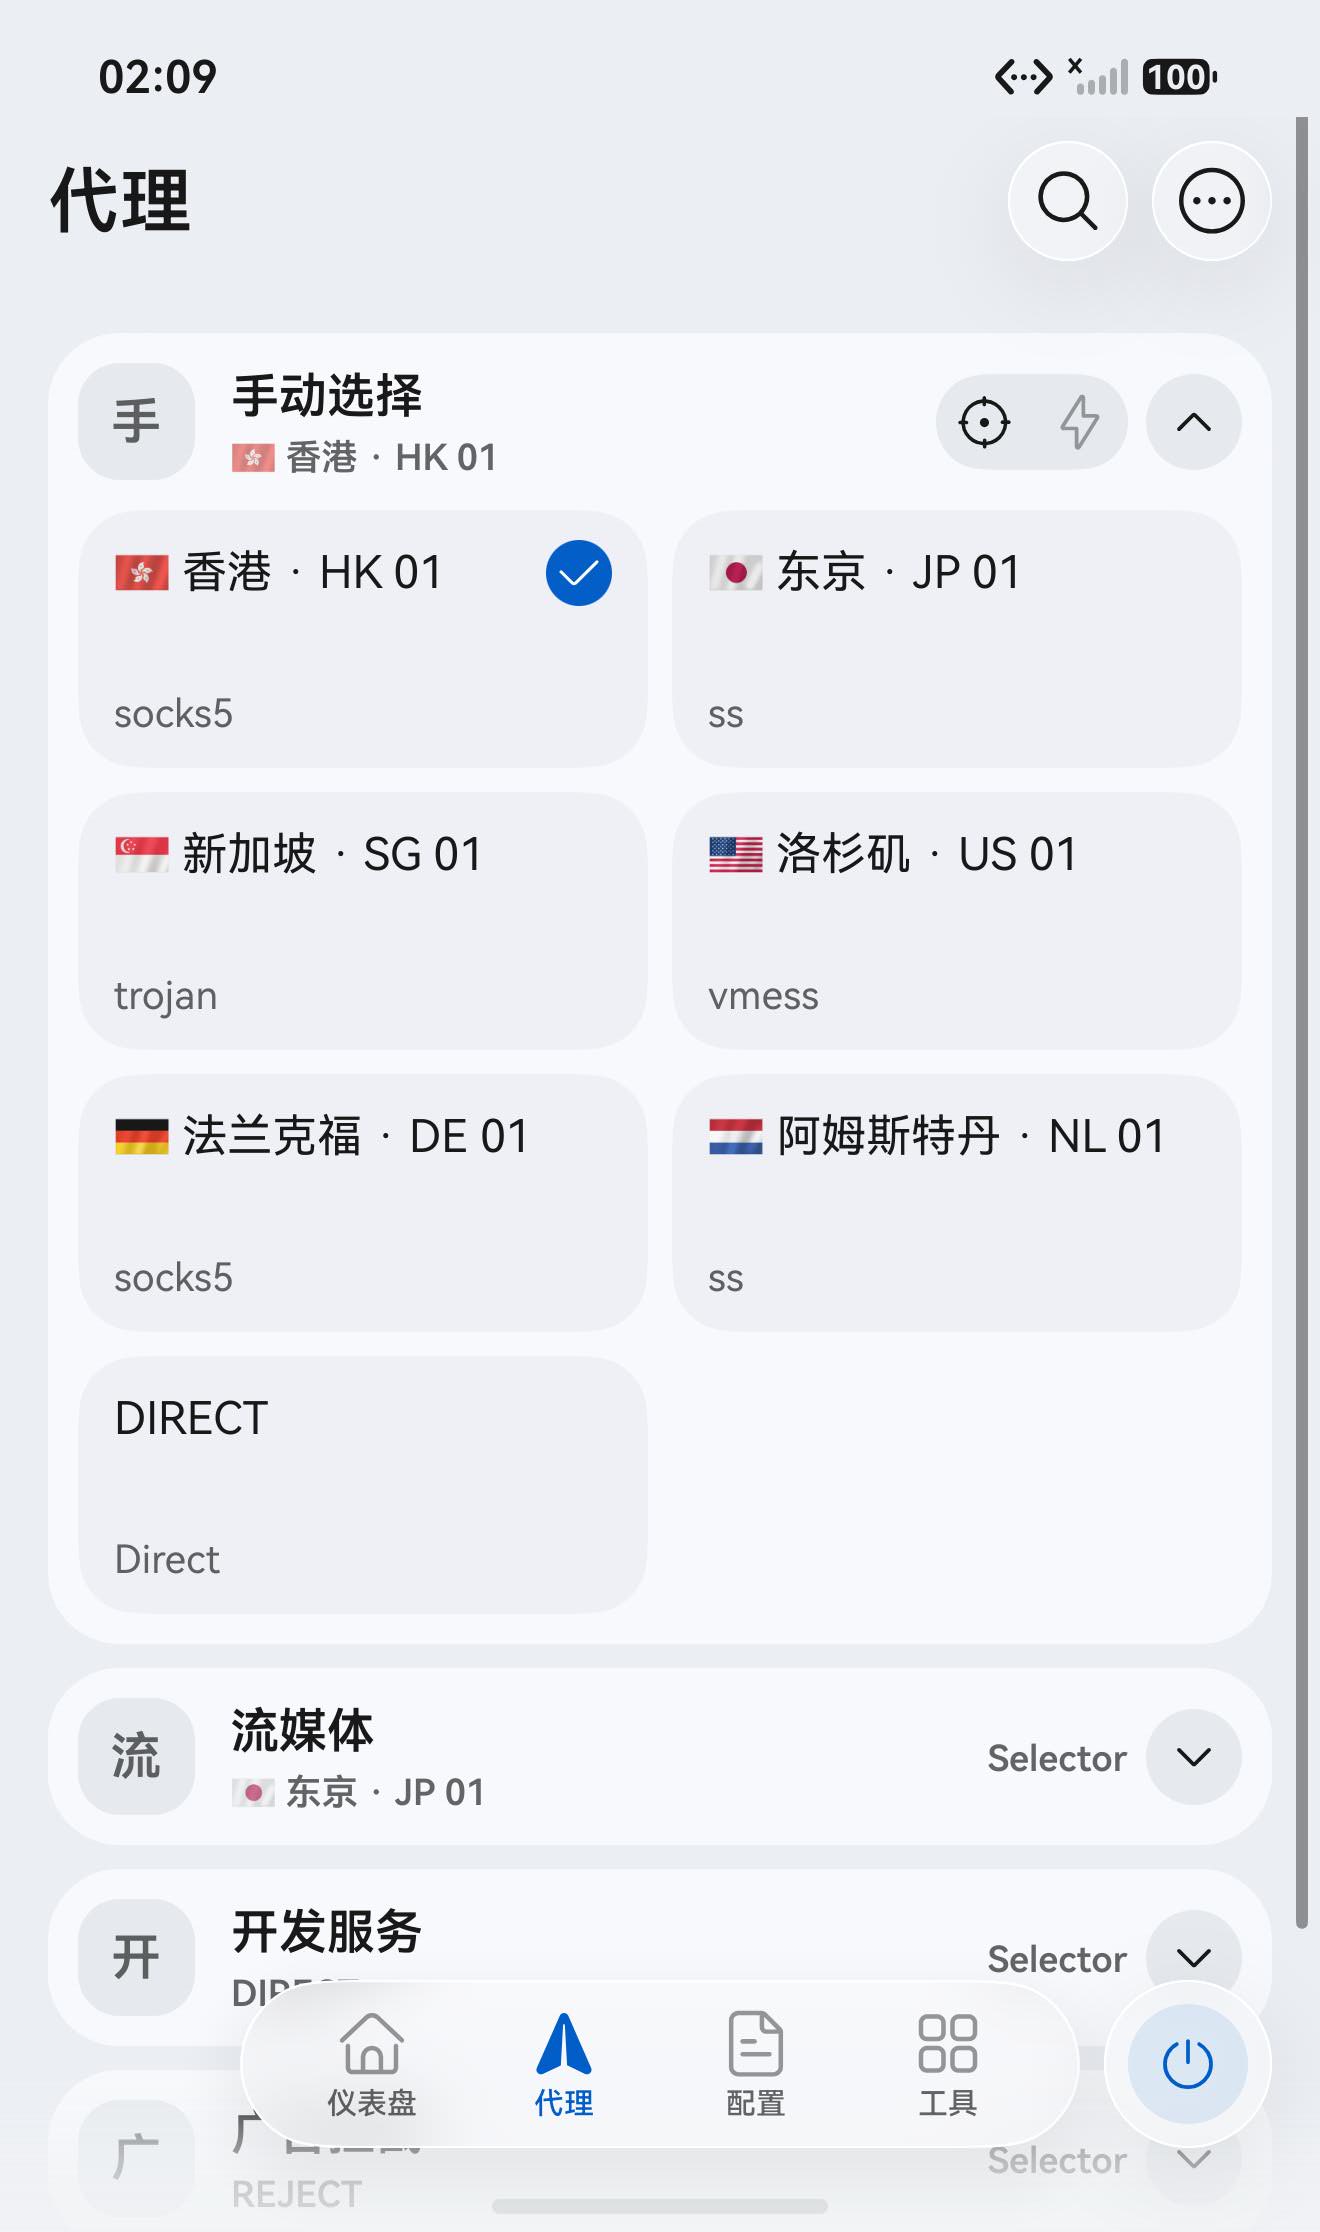 02:09
100
代理
手
手动选择
香港 · HK 01
香港 · HK 01
东京 · JP 01
socks5
ss
新加坡 · SG 01
洛杉矶 · US 01
trojan
vmess
法兰克福 · DE 01
阿姆斯特丹 · NL 01
socks5
ss
DIRECT
Direct
流
流媒体
东京 · JP 01
Selector
开
开发服务
Selector
仪表盘
代理
配置
工具
广
Selector
REJECT